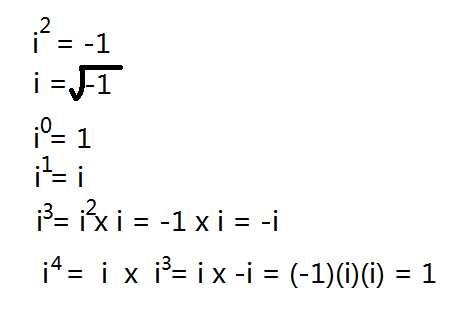 i² = -1
i = √-1
i⁰= 1
i¹= i
i³= i²x i = -1 x i = -i
i⁴ = i x i³= i x -i = (-1)(i)(i) = 1